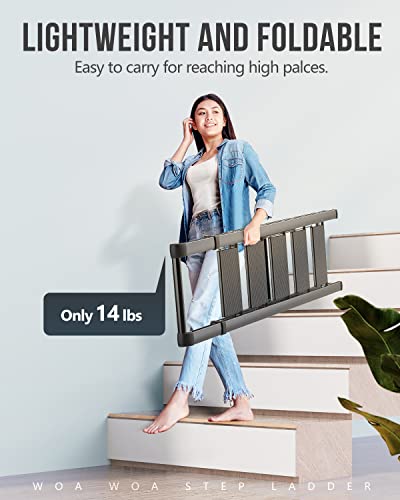 LIGHTWEIGHT AND FOLDABLE
Easy to carry for reaching high palces.
Only 14 lbs
WOA WOA STEP LADDER